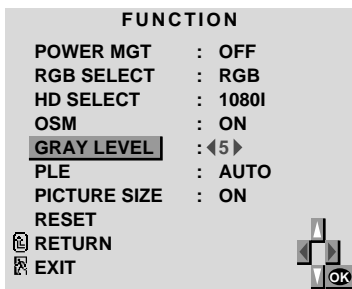 FUNCTION
POWER MGT : OFF
RGB SELECT : RGB
HD SELECT : 1080I
OSM : ON
GRAY LEVEL : 5
PLE : AUTO
PICTURE SIZE : ON
RESET
RETURN
EXIT
OK